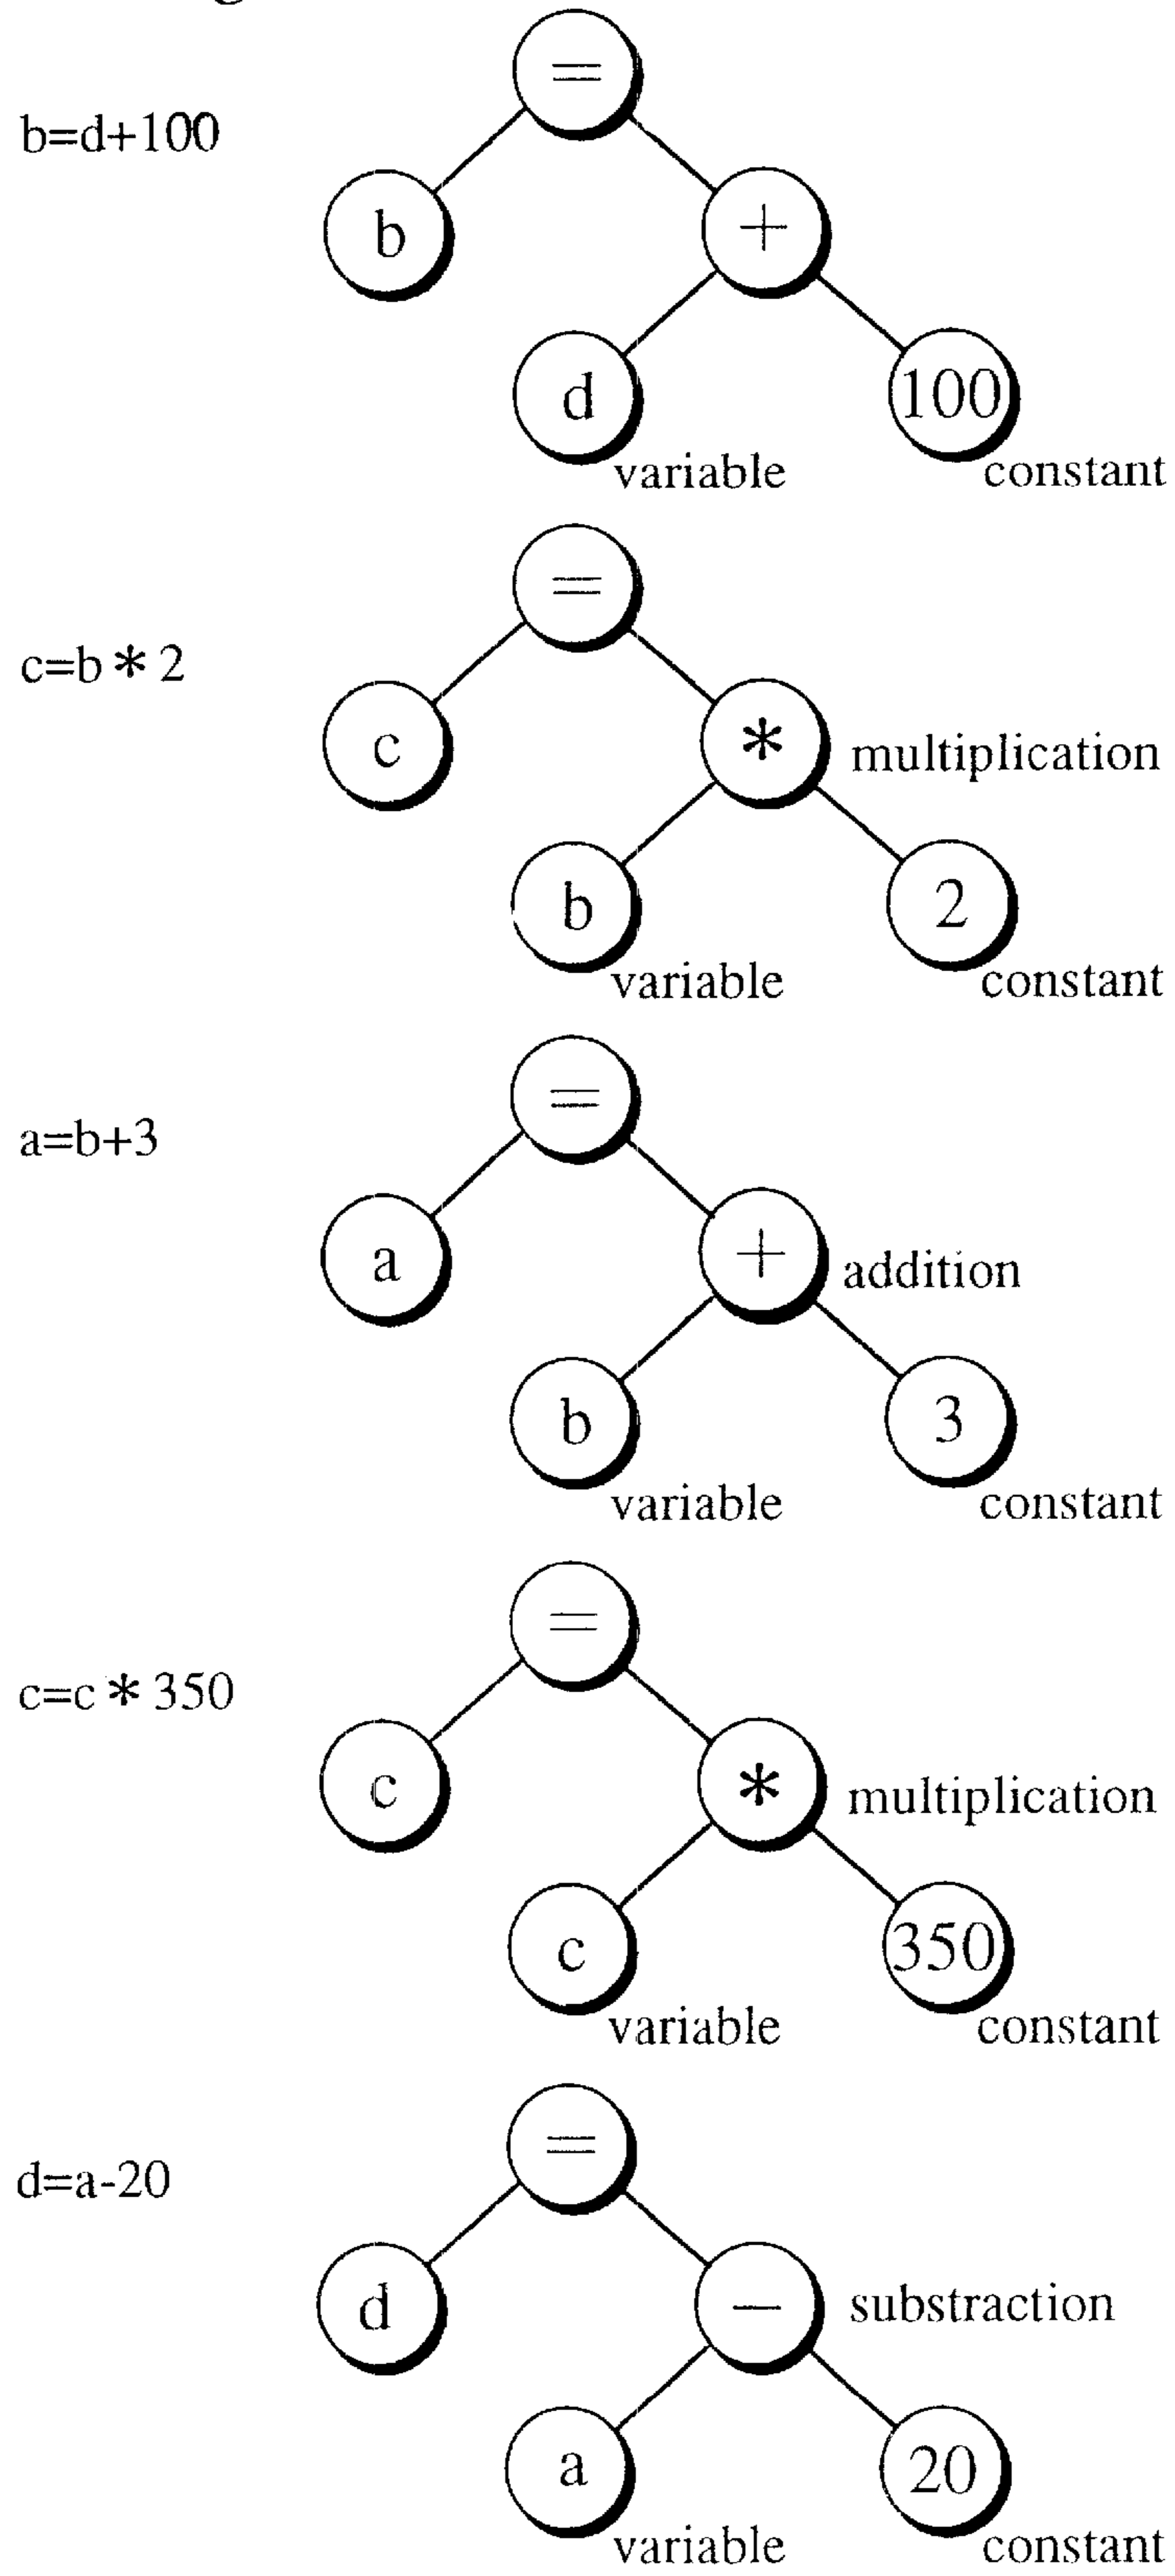 =
b=d+100
b
+
d
100
variable
constant
=
c=b * 2
c
*
multiplication
b
2
variable
constant
=
a=b+3
a
+
addition
b
3
variable
constant
=
c=c * 350
c
*
multiplication
c
350
variable
constant
=
d=a-20
d
−
substraction
a
20
variable
constant